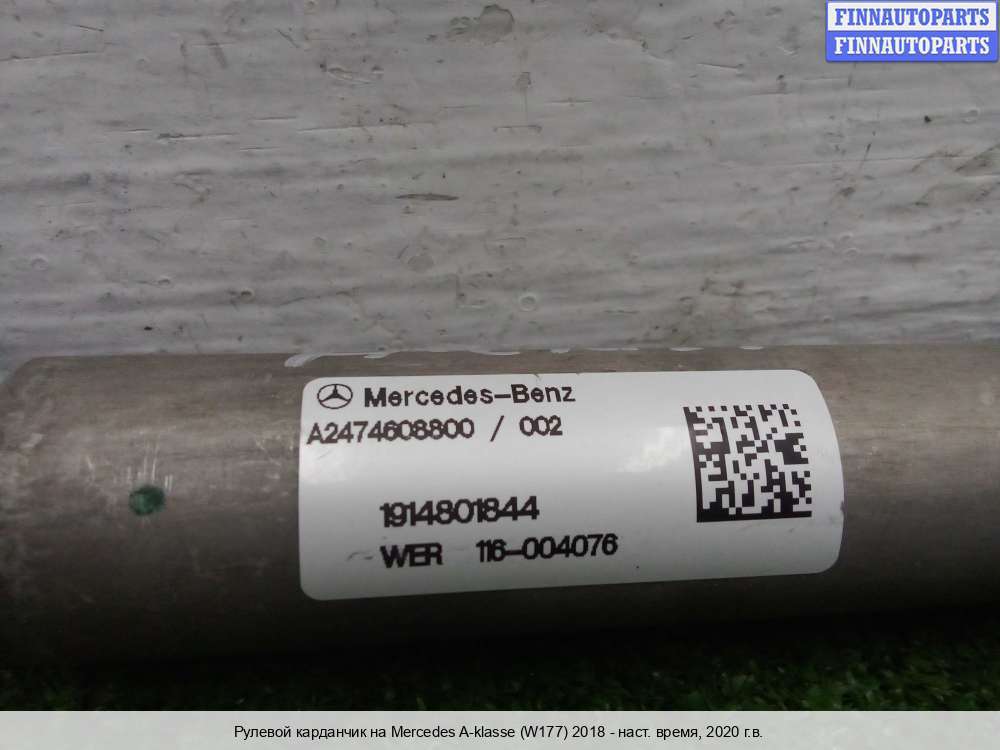 FINNAUTOPARTS
FINNAUTOPARTS
Mercedes-Benz
A2474608800 / 002
1914801844
WER 116-004076
Рулевой карданчик на Mercedes A-klasse (W177) 2018 - наст. время, 2020 г.в.